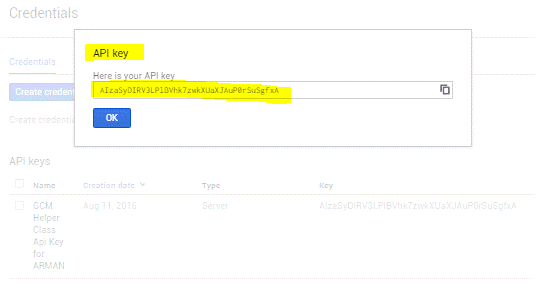 Credentials
API key
Credentials
Here is your API key
AIzaSyDIRV3LPlBVhk7zwkXUaXJAuP0rSuSgfxA
Create credent
OK
Create credentia
API keys
Name Creation date Type Key
GCM Aug 11, 2016 Server AIzaSyDIRV3LPlBVhk7zwkXUaXJAuP0rSuSgfxA
Helper
Class
Api Key
for
ARMAN